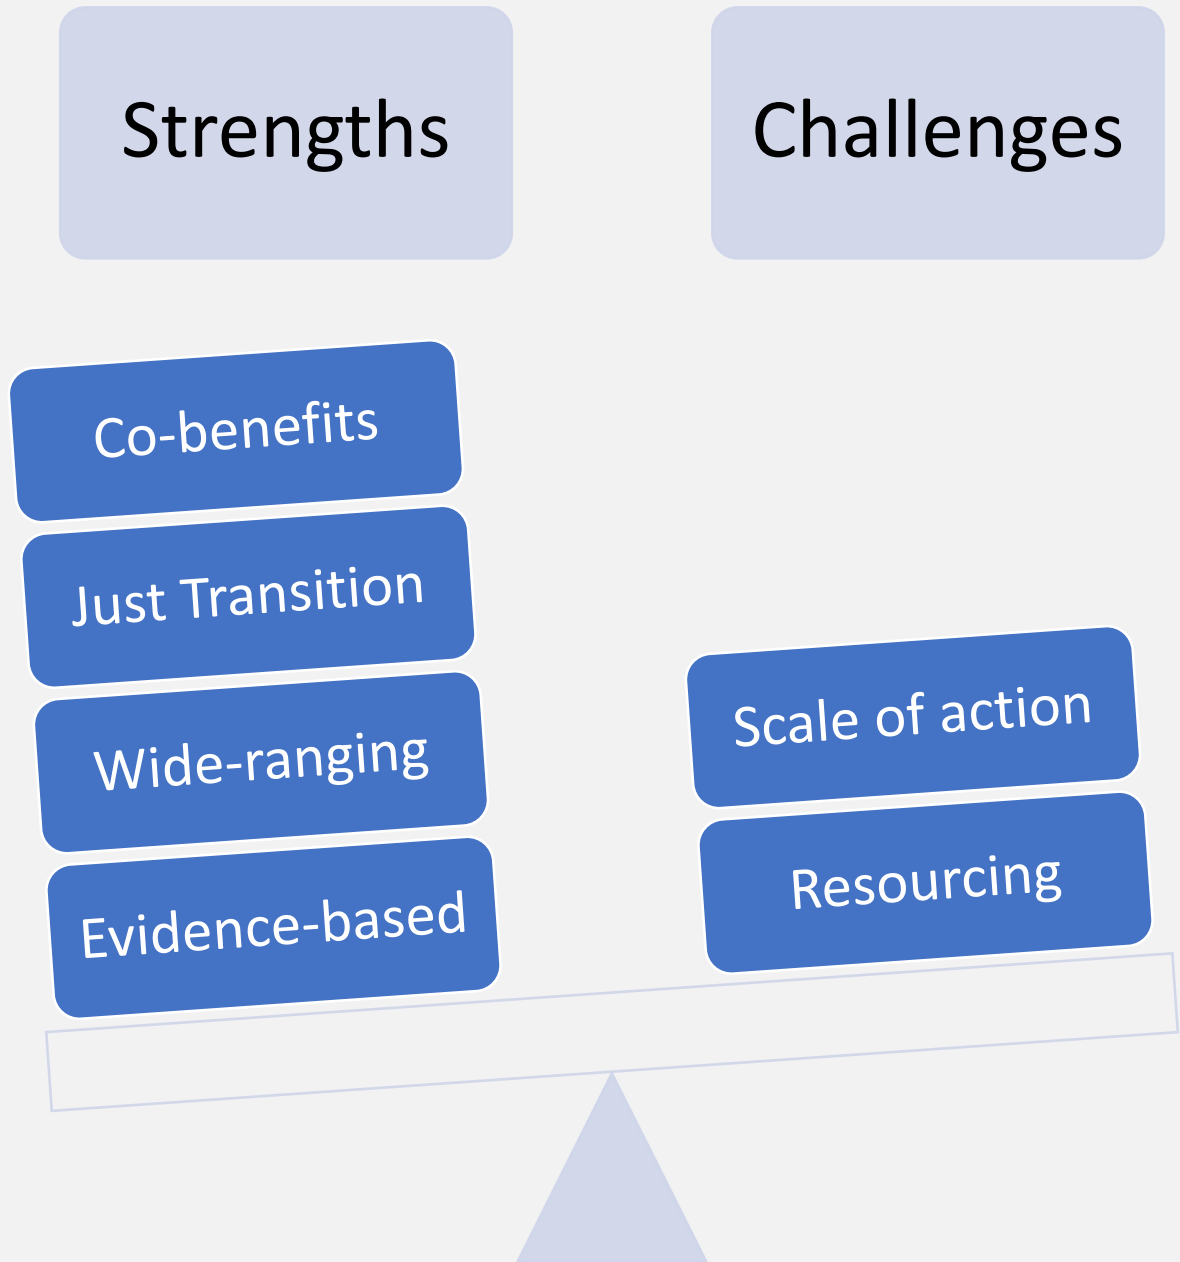 Strengths
Challenges
Co-benefits
Just Transition
Wide-ranging
Evidence-based
Scale of action
Resourcing